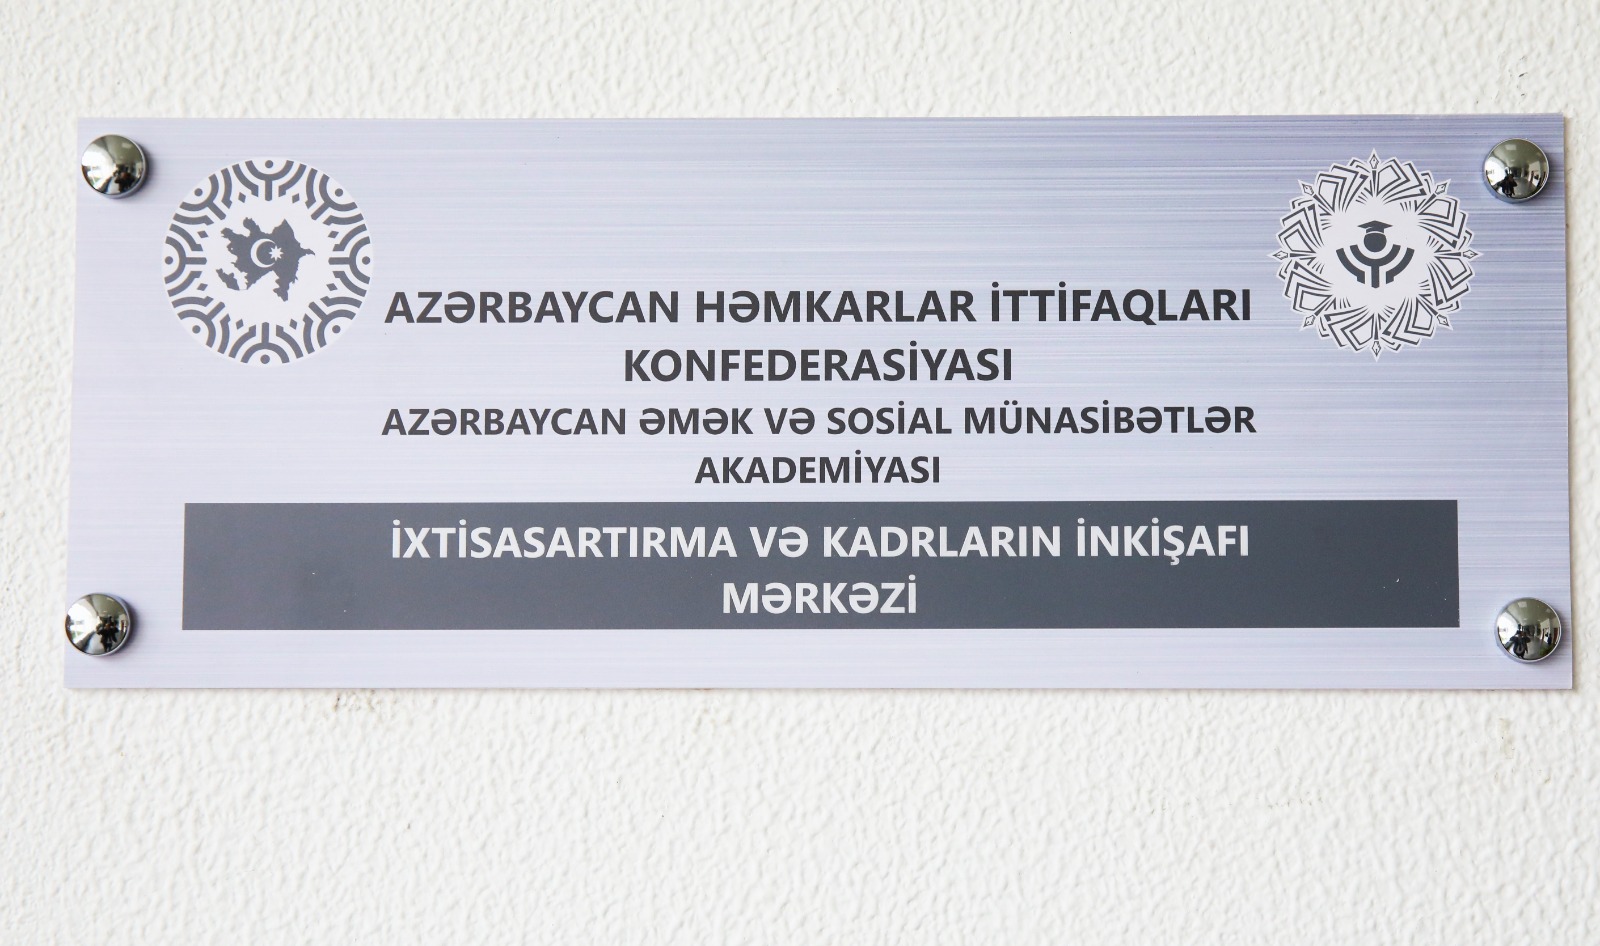 AZƏRBAYCAN HƏMKARLAR İTTİFAQLARI
KONFEDERASİYASI
AZƏRBAYCAN ƏMƏK VƏ SOSİAL MÜNASİBƏTLƏR
AKADEMİYASI
İXTİSASARTIRMA VƏ KADRLARIN İNKİŞAFI
MƏRKƏZİ